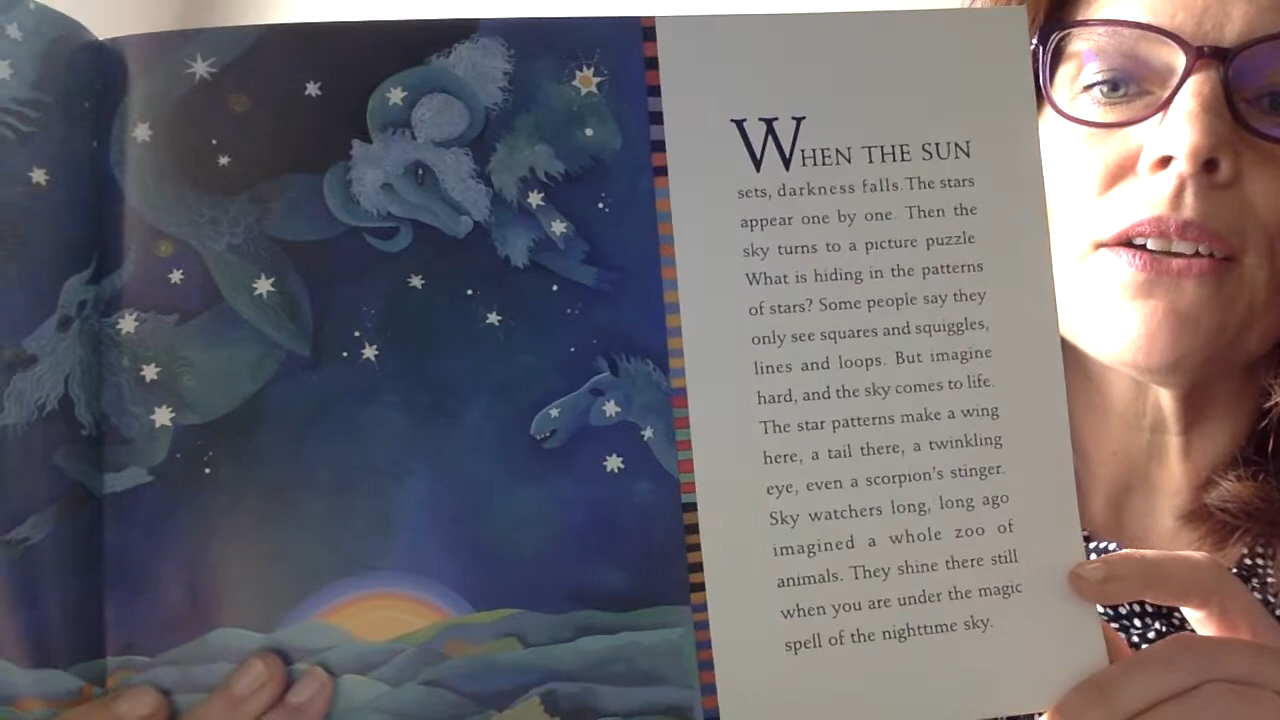 WHEN THE SUN
sets, darkness falls. The stars
appear one by one. Then the
sky turns to a picture puzzle
What is hiding in the patterns
of stars? Some people say they
only see squares and squiggles,
lines and loops. But imagine
hard, and the sky comes to life.
The star patterns make a wing
here, a tail there, a twinkling
eye, even a scorpion's stinger.
Sky watchers long, long ago
imagined a whole zoo of
animals. They shine there still
when you are under the magic
spell of the nighttime sky.